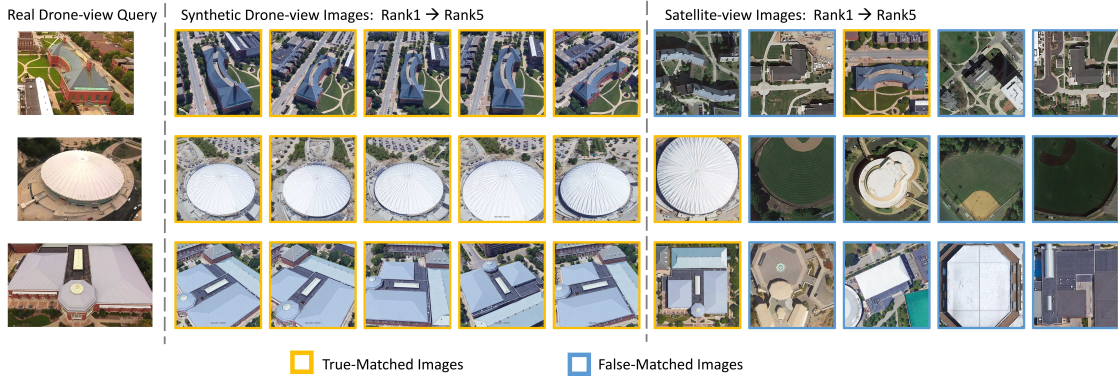 Real Drone-view Query
Synthetic Drone-view Images: Rank1 → Rank5
Satellite-view Images: Rank1 → Rank5
True-Matched Images
False-Matched Images